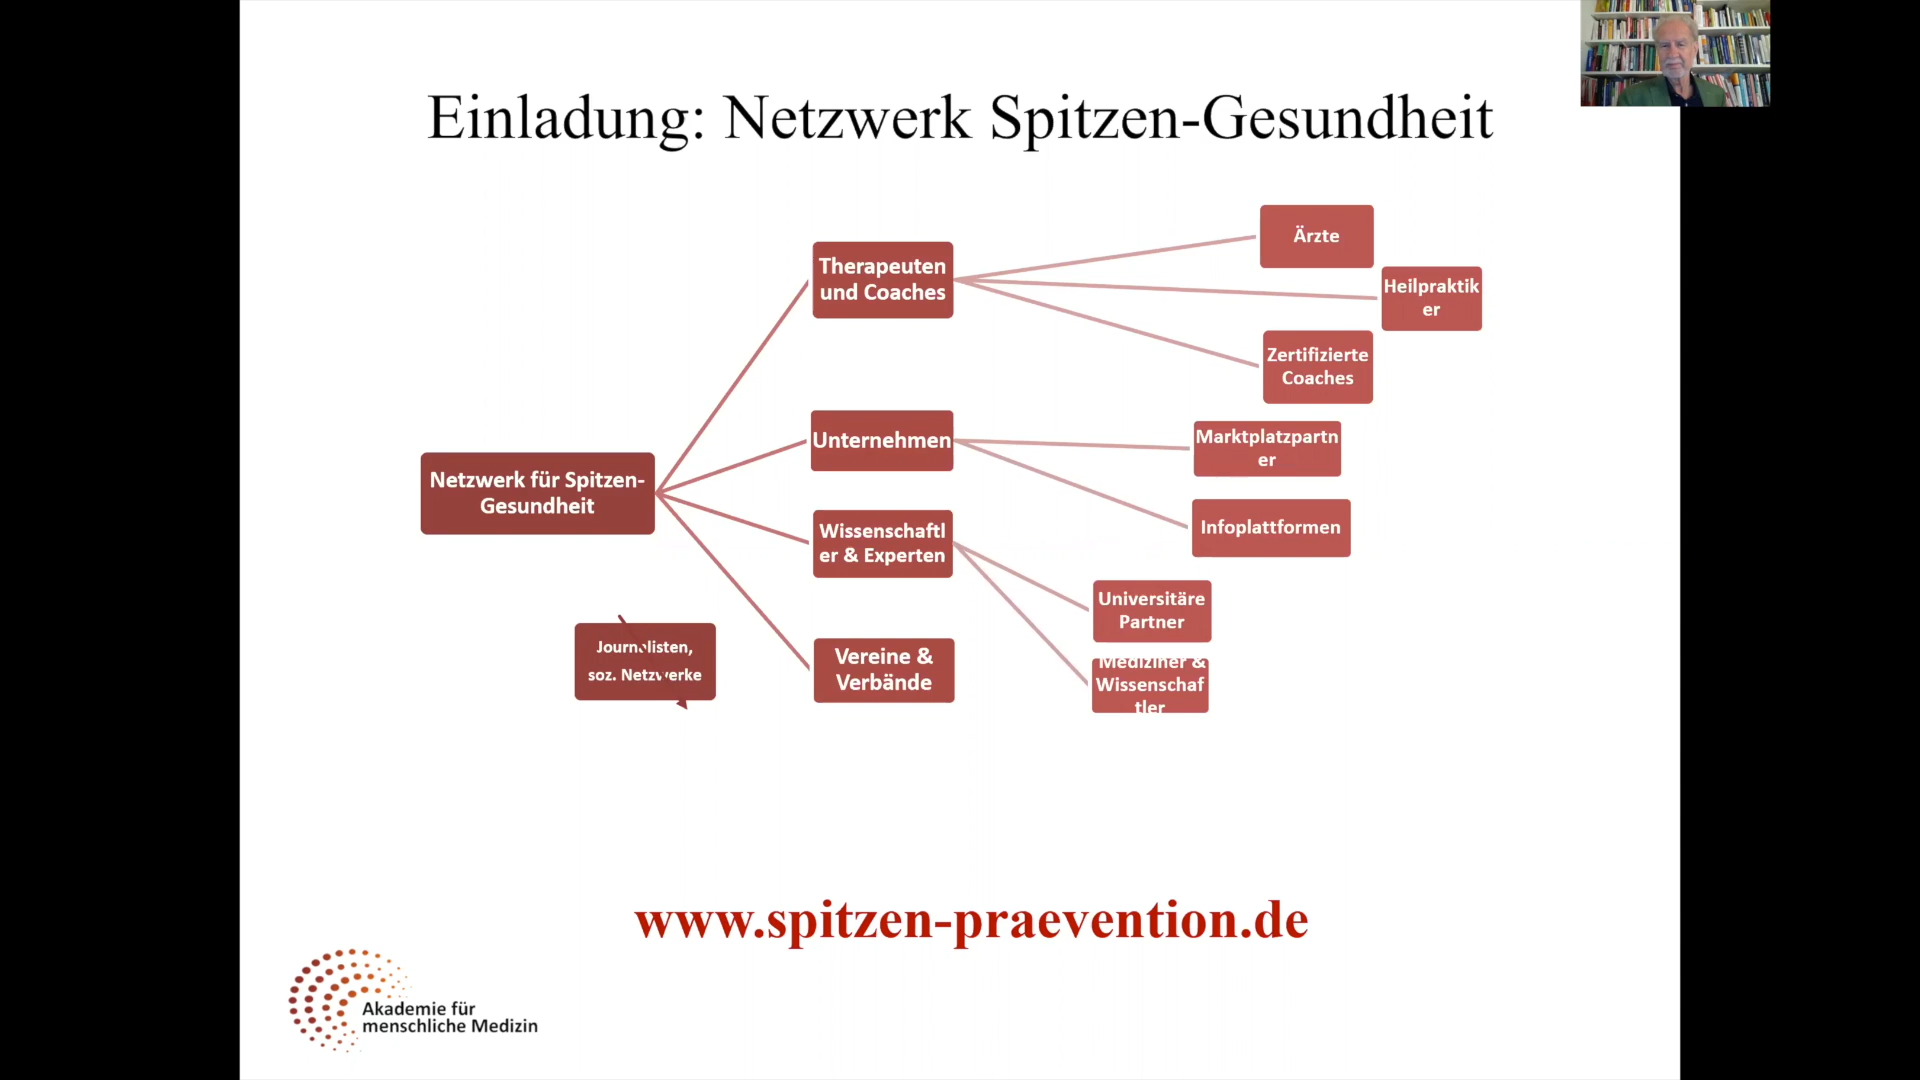 Einladung: Netzwerk Spitzen-Gesundheit
Netzwerk für Spitzen-
Gesundheit
Therapeuten
und Coaches
Ärzte
Heilpraktik
er
Zertifizierte
Coaches
Unternehmen
Marktplatzpartn
er
Infoplattformen
Wissenschaftl
er & Experten
Universitäre
Partner
Mediziner &
Wissenschaf
tler
Vereine &
Verbände
Journalisten,
soz. Netzwerke
www.spitzen-praevention.de
Akademie für
menschliche Medizin